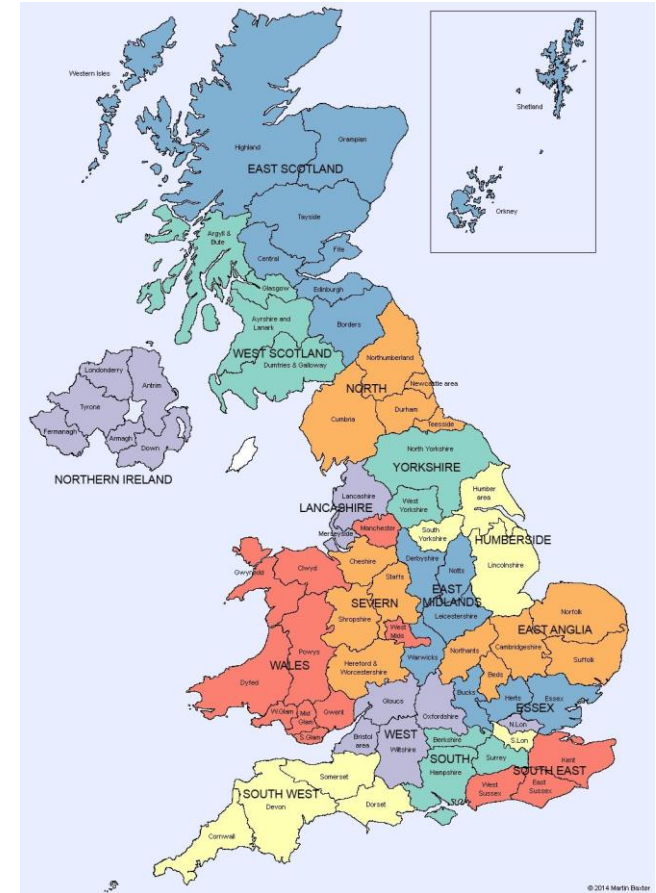 Western Isles
Shetland
Orkney
Highland
Grampian
EAST SCOTLAND
Tayside
Argyll &
Bute
Central
Fife
Glasgow
Edinburgh
Ayrshire and
Lanark
Borders
WEST SCOTLAND
Dumfries & Galloway
Northumberland
Londonderry
Antrim
Tyrone
Fermanagh
Armagh
Down
NORTHERN IRELAND
NORTH
Newcastle area
Durham
Cumbria
Teesside
North Yorkshire
YORKSHIRE
Lancashire
LANCASHIRE
West
Yorkshire
Humber
area
Merseyside
Manchester
South
Yorkshire
HUMBERSIDE
Lincolnshire
Gwynedd
Clwyd
Cheshire
Derbyshire
Notts
Staffs
EAST
MIDLANDS
SEVERN
Shropshire
Leicestershire
Norfolk
EAST ANGLIA
West
Mids
Powys
WALES
Dyfed
Hereford &
Worcestershire
Warwicks
Northants
Cambridgeshire
Suffolk
Beds
W.Glam
Mid
Glam
Gwent
S.Glam
Gloucs
Oxfordshire
Bucks
Herts
Essex
ESSEX
N.Lon
S.Lon
Bristol
area
WEST
Wiltshire
Berkshire
SOUTH
Hampshire
Surrey
Kent
SOUTH EAST
West
Sussex
East
Sussex
Somerset
SOUTH WEST
Devon
Dorset
Cornwall
© 2014 Martin Baxter